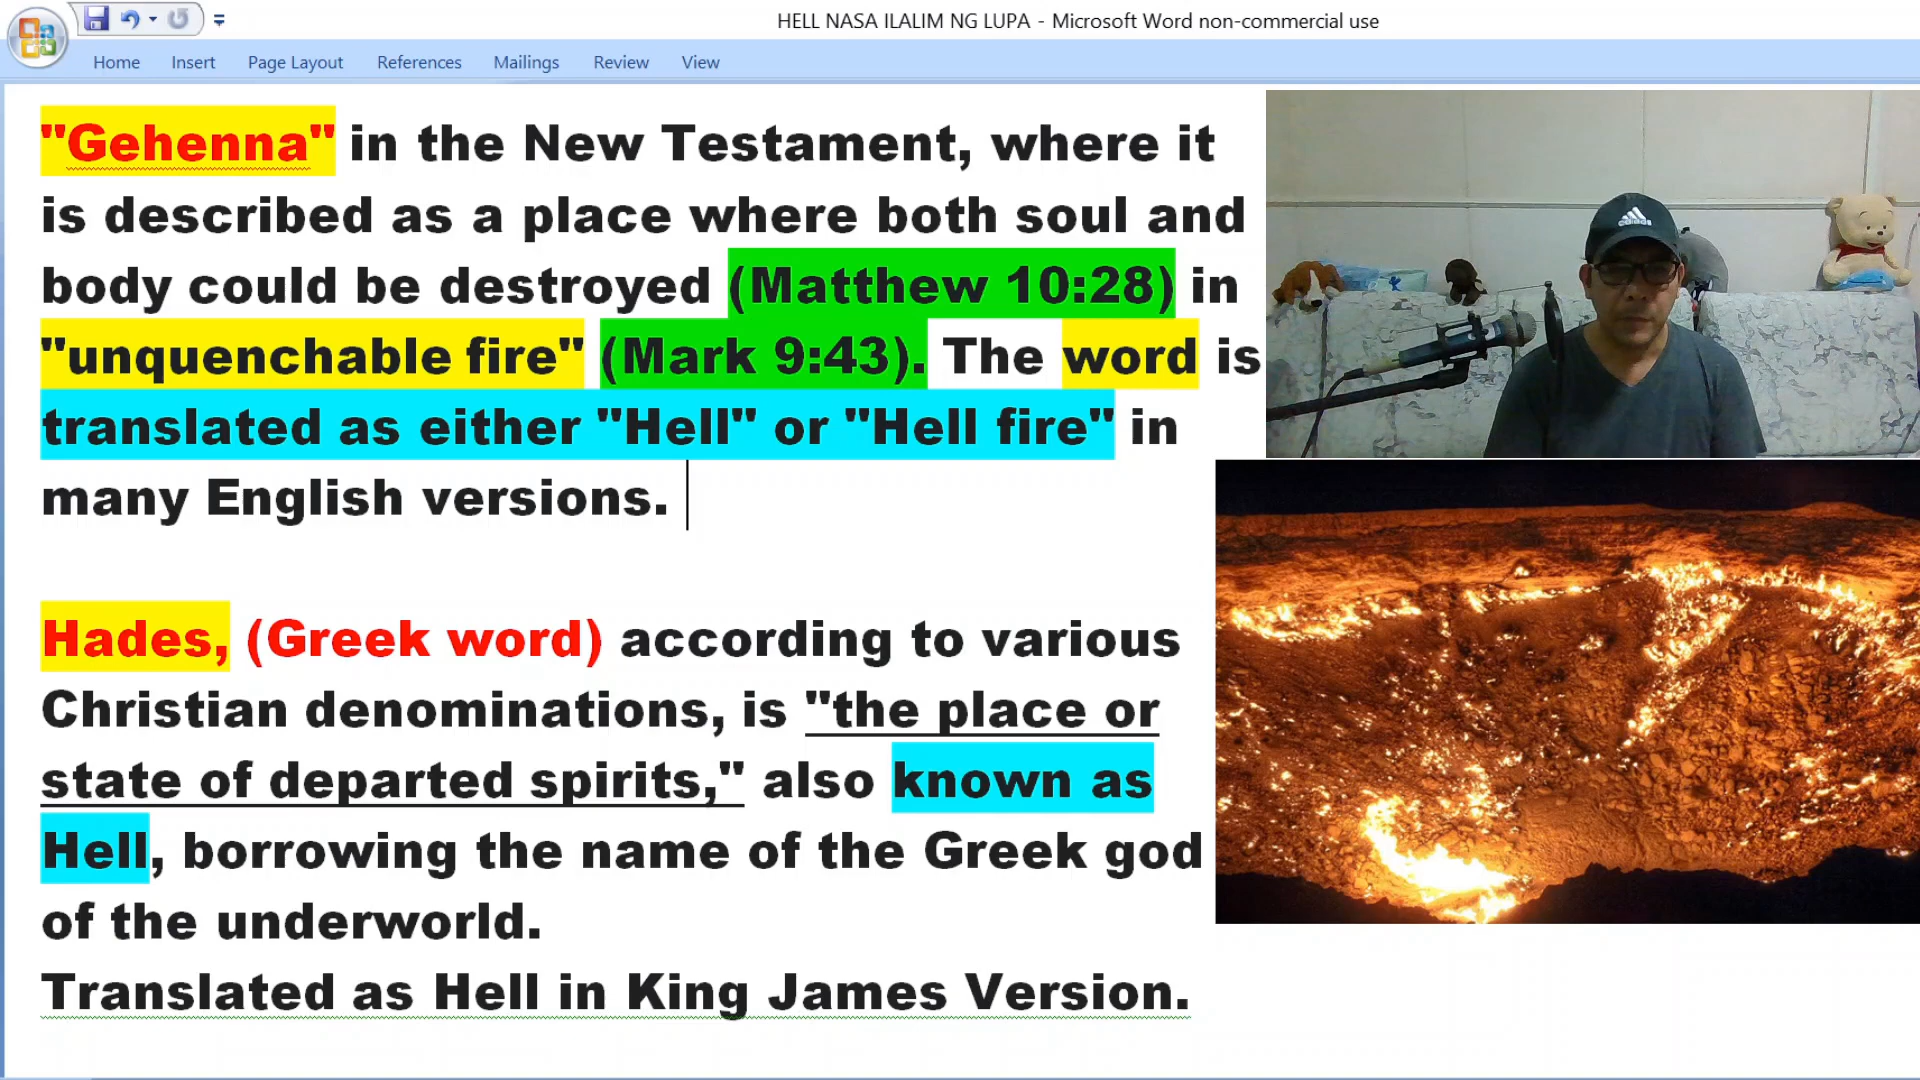 HELL NASA ILALIM NG LUPA - Microsoft Word non-commercial use
Home Insert Page Layout References Mailings Review View
"Gehenna" in the New Testament, where it
is described as a place where both soul and
body could be destroyed (Matthew 10:28) in
"unquenchable fire" (Mark 9:43). The word is
translated as either "Hell" or "Hell fire" in
many English versions.
Hades, (Greek word) according to various
Christian denominations, is "the place or
state of departed spirits," also known as
Hell, borrowing the name of the Greek god
of the underworld.
Translated as Hell in King James Version.
adidas